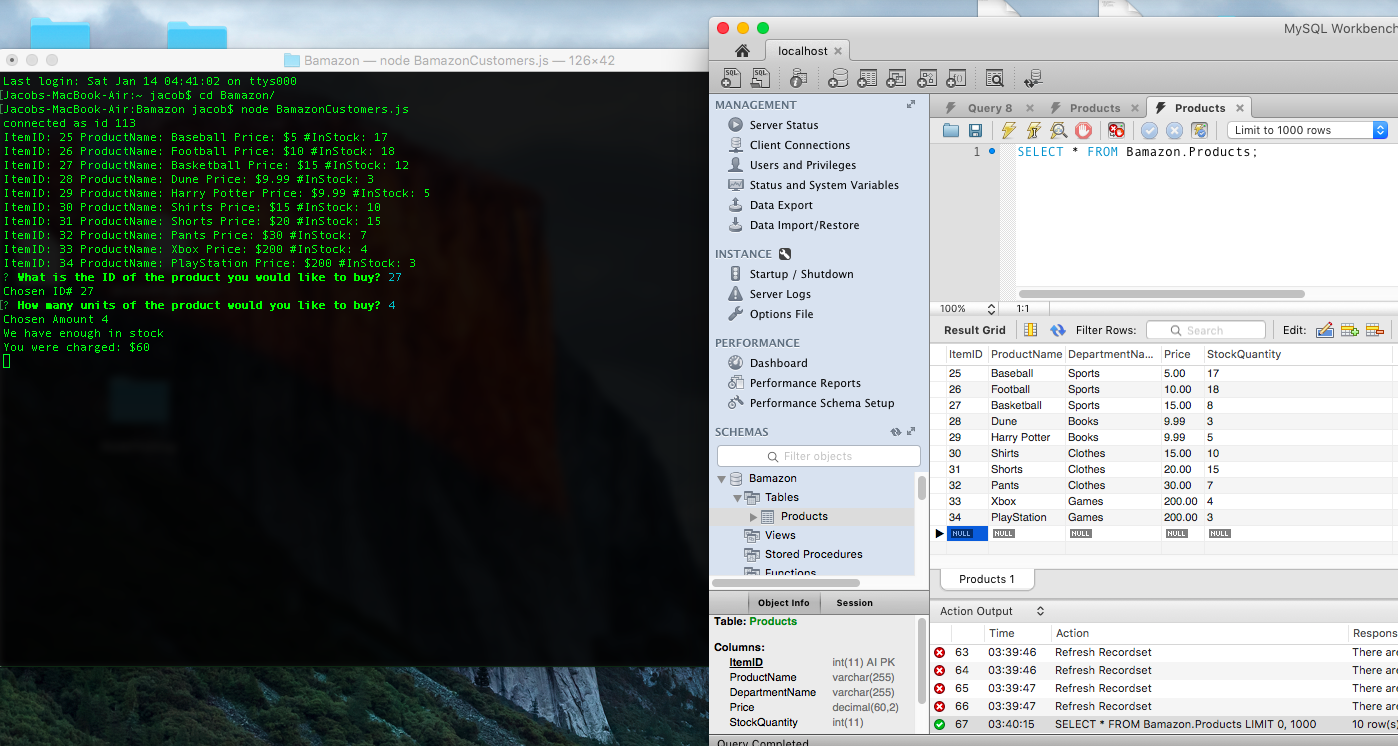 Bamazon — node BamazonCustomers.js — 126×42
Last login: Sat Jan 14 04:41:02 on ttys000
[Jacobs-MacBook-Air:~ jacob$ cd Bamazon/
[Jacobs-MacBook-Air:Bamazon jacob$ node BamazonCustomers.js
connected as id 113
ItemID: 25 ProductName: Baseball Price: $5 #InStock: 17
ItemID: 26 ProductName: Football Price: $10 #InStock: 18
ItemID: 27 ProductName: Basketball Price: $15 #InStock: 12
ItemID: 28 ProductName: Dune Price: $9.99 #InStock: 3
ItemID: 29 ProductName: Harry Potter Price: $9.99 #InStock: 5
ItemID: 30 ProductName: Shirts Price: $15 #InStock: 10
ItemID: 31 ProductName: Shorts Price: $20 #InStock: 15
ItemID: 32 ProductName: Pants Price: $30 #InStock: 7
ItemID: 33 ProductName: Xbox Price: $200 #InStock: 4
ItemID: 34 ProductName: PlayStation Price: $200 #InStock: 3
? What is the ID of the product you would like to buy? 27
Chosen ID# 27
[? How many units of the product would you like to buy? 4
Chosen Amount 4
We have enough in stock
You were charged: $60
MySQL Workbench
localhost
MANAGEMENT
Server Status
Client Connections
Users and Privileges
Status and System Variables
Data Export
Data Import/Restore
INSTANCE
Startup / Shutdown
Server Logs
Options File
PERFORMANCE
Dashboard
Performance Reports
Performance Schema Setup
SCHEMAS
Filter objects
Bamazon
Tables
Products
Views
Stored Procedures
Functions
Object Info Session
Table: Products
Columns:
ItemID int(11) AI PK
ProductName varchar(255)
DepartmentName varchar(255)
Price decimal(60,2)
StockQuantity int(11)
Query Completed
Query 8 Products Products
Limit to 1000 rows
1 SELECT * FROM Bamazon.Products;
100% 1:1
Result Grid Filter Rows: Search Edit:
ItemID ProductName DepartmentNa... Price StockQuantity
25 Baseball Sports 5.00 17
26 Football Sports 10.00 18
27 Basketball Sports 15.00 8
28 Dune Books 9.99 3
29 Harry Potter Books 9.99 5
30 Shirts Clothes 15.00 10
31 Shorts Clothes 20.00 15
32 Pants Clothes 30.00 7
33 Xbox Games 200.00 4
34 PlayStation Games 200.00 3
NULL NULL NULL NULL NULL
Products 1
Action Output
Time Action Respons
63 03:39:46 Refresh Recordset There are
64 03:39:46 Refresh Recordset There are
65 03:39:47 Refresh Recordset There are
66 03:39:47 Refresh Recordset There are
67 03:40:15 SELECT * FROM Bamazon.Products LIMIT 0, 1000 10 row(s)